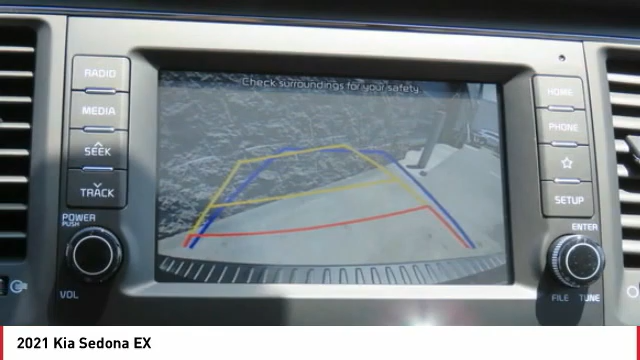 Check surroundings for your safety.
RADIO
MEDIA
SEEK
TRACK
POWER
PUSH
VOL
HOME
PHONE
SETUP
ENTER
FILE TUNE
2021 Kia Sedona EX